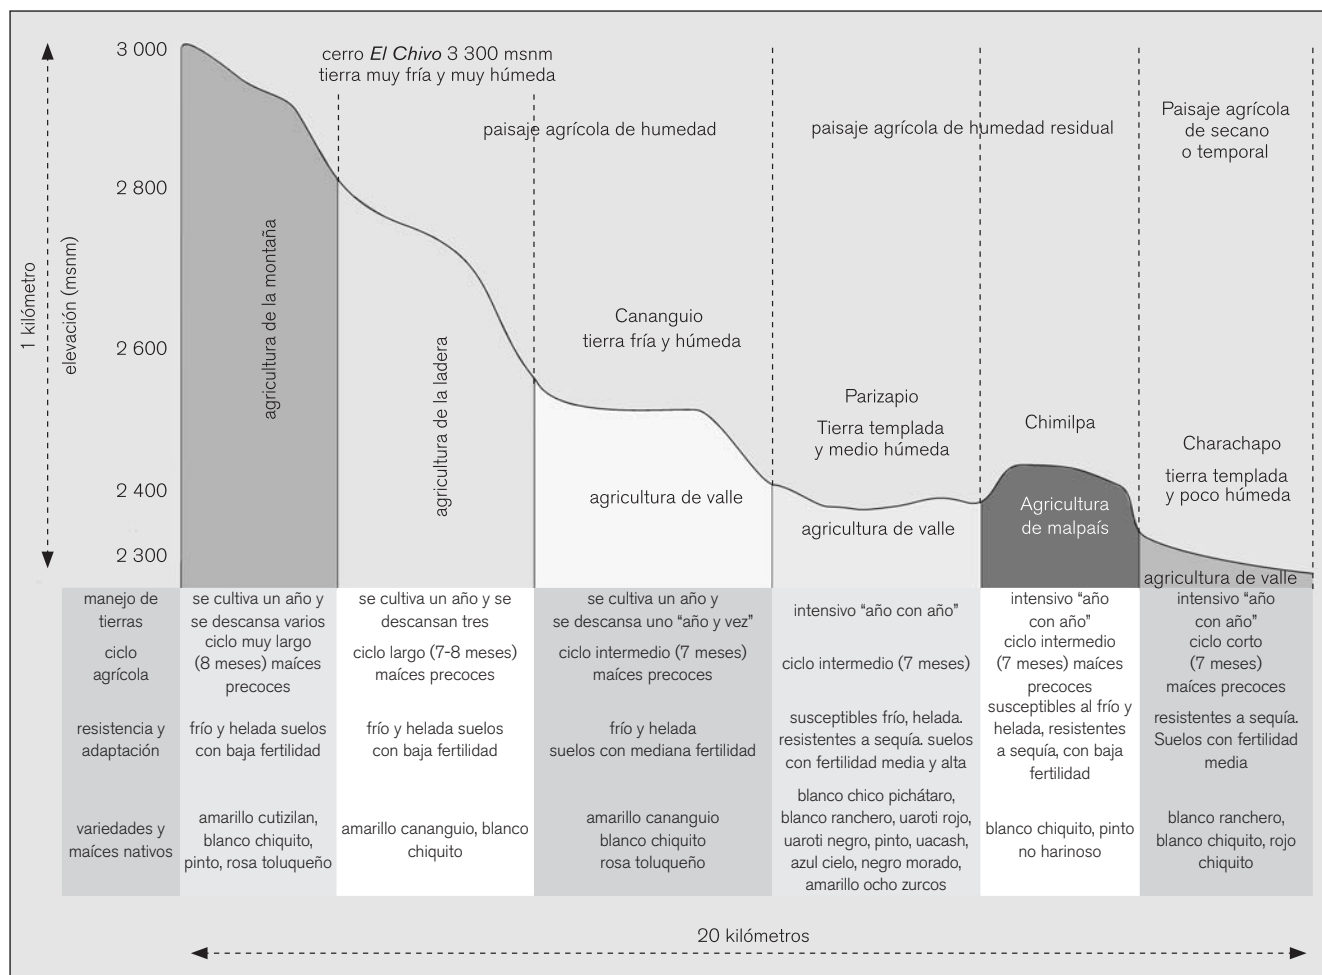 3 000
2 800
2 600
2 400
2 300
1 kilómetro
elevación (msnm)
cerro El Chivo 3 300 msnm
tierra muy fría y muy húmeda
paisaje agrícola de humedad
paisaje agrícola de humedad residual
Paisaje agrícola
de secano
o temporal
agricultura de la montaña
agricultura de la ladera
Cananguio
tierra fría y húmeda
agricultura de valle
Parizapio
Tierra templada
y medio húmeda
agricultura de valle
Chimilpa
Agricultura
de malpaís
Charachapo
tierra templada
y poco húmeda
agricultura de valle
manejo de
tierras
se cultiva un año y
se descansa varios
se cultiva un año y se
descansan tres
se cultiva un año y
se descansa uno “año y vez”
intensivo “año con año”
intensivo “año
con año”
intensivo “año
con año”
ciclo
agrícola
ciclo muy largo
(8 meses) maíces
precoces
ciclo largo (7-8 meses)
maíces precoces
ciclo intermedio (7 meses)
maíces precoces
ciclo intermedio (7 meses)
ciclo intermedio
(7 meses) maíces
precoces
ciclo corto
(7 meses)
maíces precoces
resistencia y
adaptación
frío y helada suelos
con baja fertilidad
frío y helada suelos
con baja fertilidad
frío y helada
suelos con mediana fertilidad
susceptibles frío, helada.
resistentes a sequía. suelos
con fertilidad media y alta
susceptibles al frío y
helada, resistentes
a sequía, con baja
fertilidad
resistentes a sequía.
Suelos con fertilidad
media
variedades y
maíces nativos
amarillo cutizilan,
blanco chiquito,
pinto, rosa toluqueño
amarillo cananguio, blanco
chiquito
amarillo cananguio
blanco chiquito
rosa toluqueño
blanco chico pichátaro,
blanco ranchero, uaroti rojo,
uaroti negro, pinto, uacash,
azul cielo, negro morado,
amarillo ocho zurcos
blanco chiquito, pinto
no harinoso
blanco ranchero,
blanco chiquito, rojo
chiquito
20 kilómetros